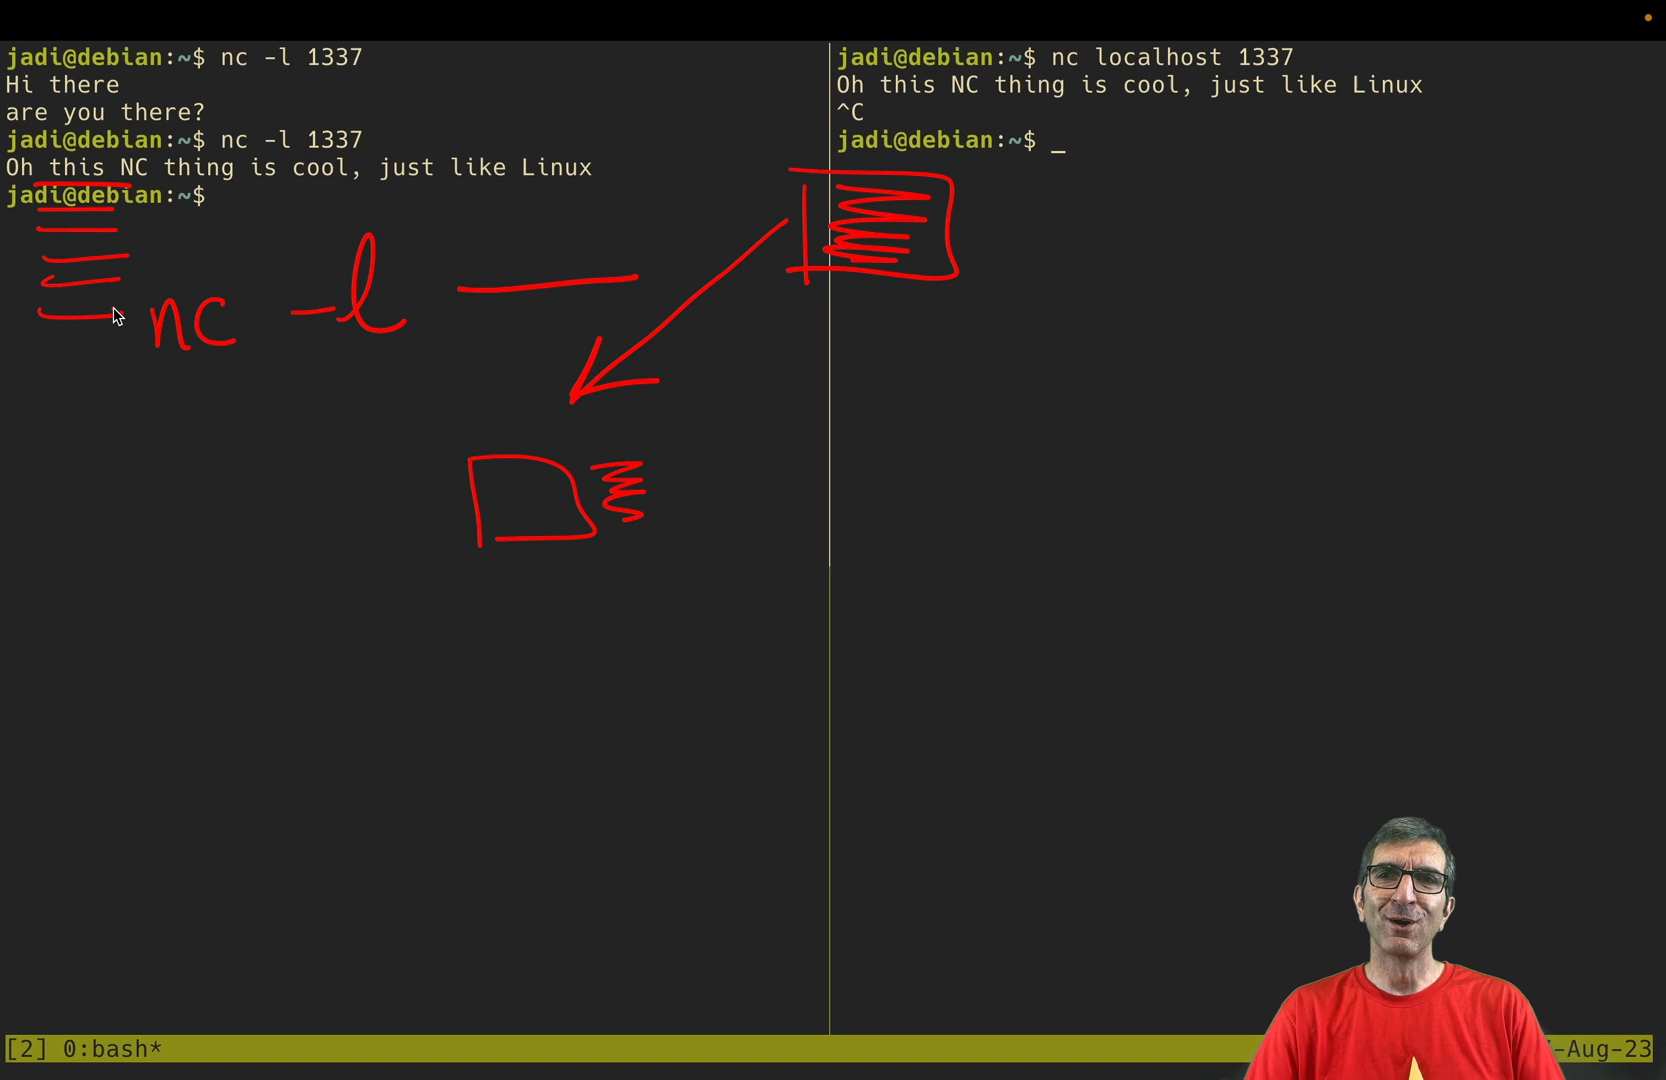 jadi@debian:~$ nc -l 1337
Hi there
are you there?
jadi@debian:~$ nc -l 1337
Oh this NC thing is cool, just like Linux
jadi@debian:~$
nc -l
jadi@debian:~$ nc localhost 1337
Oh this NC thing is cool, just like Linux
^C
jadi@debian:~$ _
[2] 0:bash*
-Aug-23